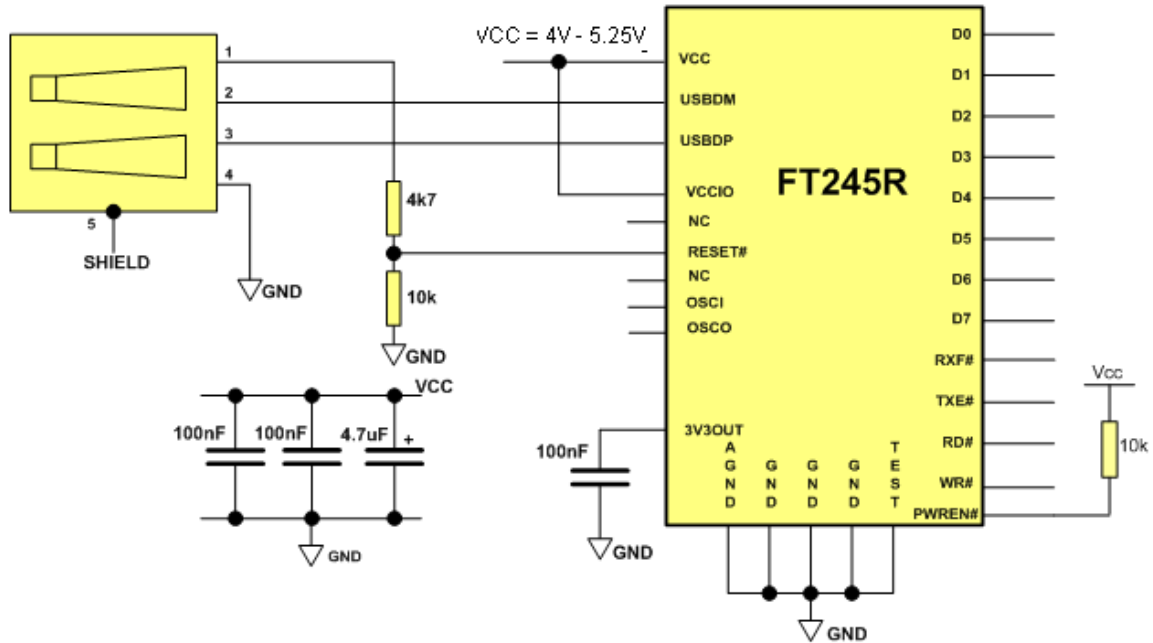 VCC = 4V - 5.25V
1
2
3
4
5
SHIELD
GND
4k7
10k
GND
VCC
100nF
100nF
4.7uF
+
GND
FT245R
VCC
USBDM
USBDP
VCCIO
NC
RESET#
NC
OSCI
OSCO
3V3OUT
100nF
GND
AGND
GND
GND
GND
TEST
GND
D0
D1
D2
D3
D4
D5
D6
D7
RXF#
TXE#
RD#
WR#
PWREN#
Vcc
10k